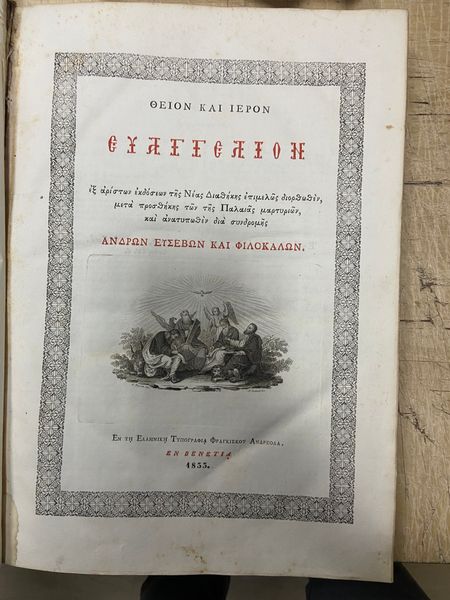 ΘΕΙΟΝ ΚΑΙ ΙΕΡΟΝ
ΕΥΑΓΓΕΛΙΟΝ
ἐξ ἀρίστων ἐκδόσεων τῆς Νέας Διαθήκης ἐπιμελῶς διορθωθὲν,
μετὰ προσθήκης τῶν τῆς Παλαιᾶς μαρτυριῶν,
καὶ ἀνατυπωθὲν διὰ συνδρομῆς
ΑΝΔΡΩΝ ΕΥΣΕΒΩΝ ΚΑΙ ΦΙΛΟΚΑΛΩΝ.
ΕΝ ΤΗ ΕΛΛΗΝΙΚΗ ΤΥΠΟΓΡΑΦΙΑ ΦΡΑΓΚΙΣΚΟΥ ΑΝΔΡΕΟΛΑ,
ΕΝ ΒΕΝΕΤΙΑ
1833.